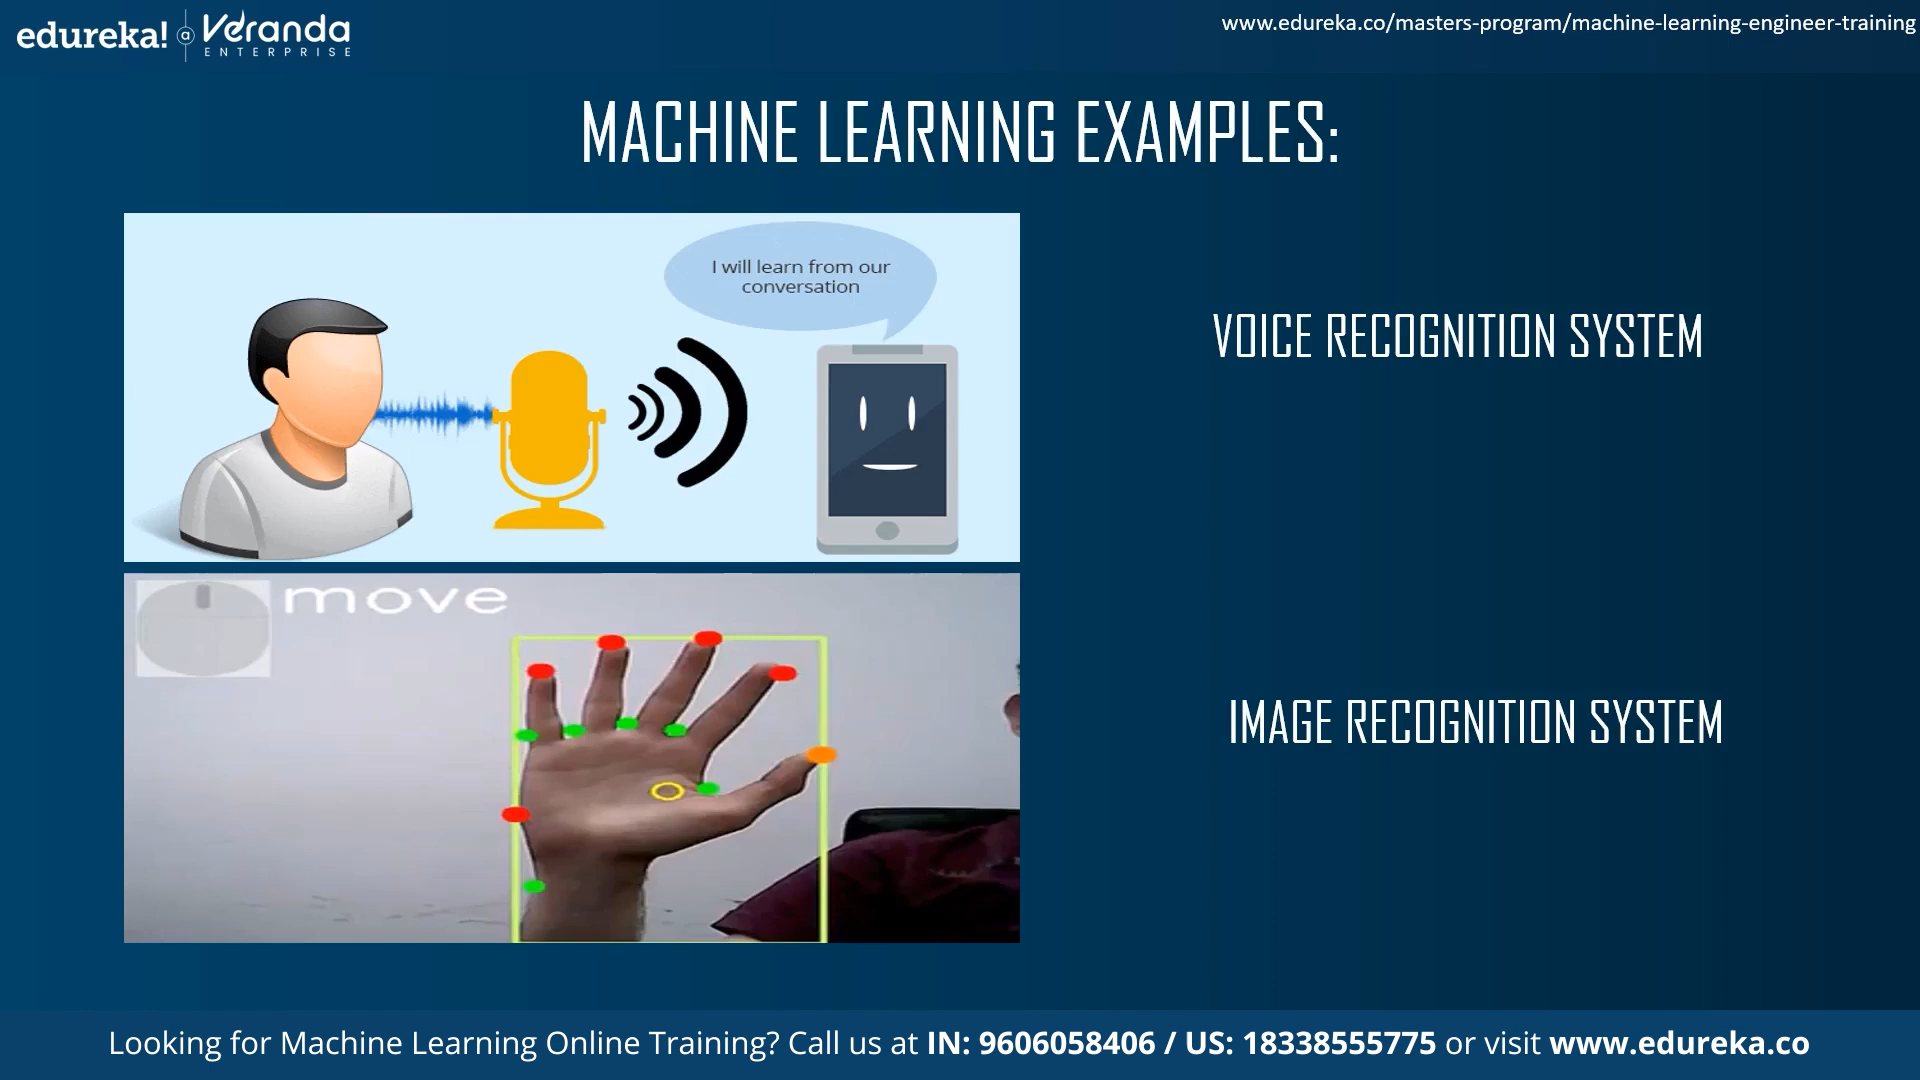 edureka! a Veranda
ENTERPRISE
www.edureka.co/masters-program/machine-learning-engineer-training
MACHINE LEARNING EXAMPLES:
I will learn from our
conversation
VOICE RECOGNITION SYSTEM
move
IMAGE RECOGNITION SYSTEM
Looking for Machine Learning Online Training? Call us at IN: 9606058406 / US: 18338555775 or visit www.edureka.co